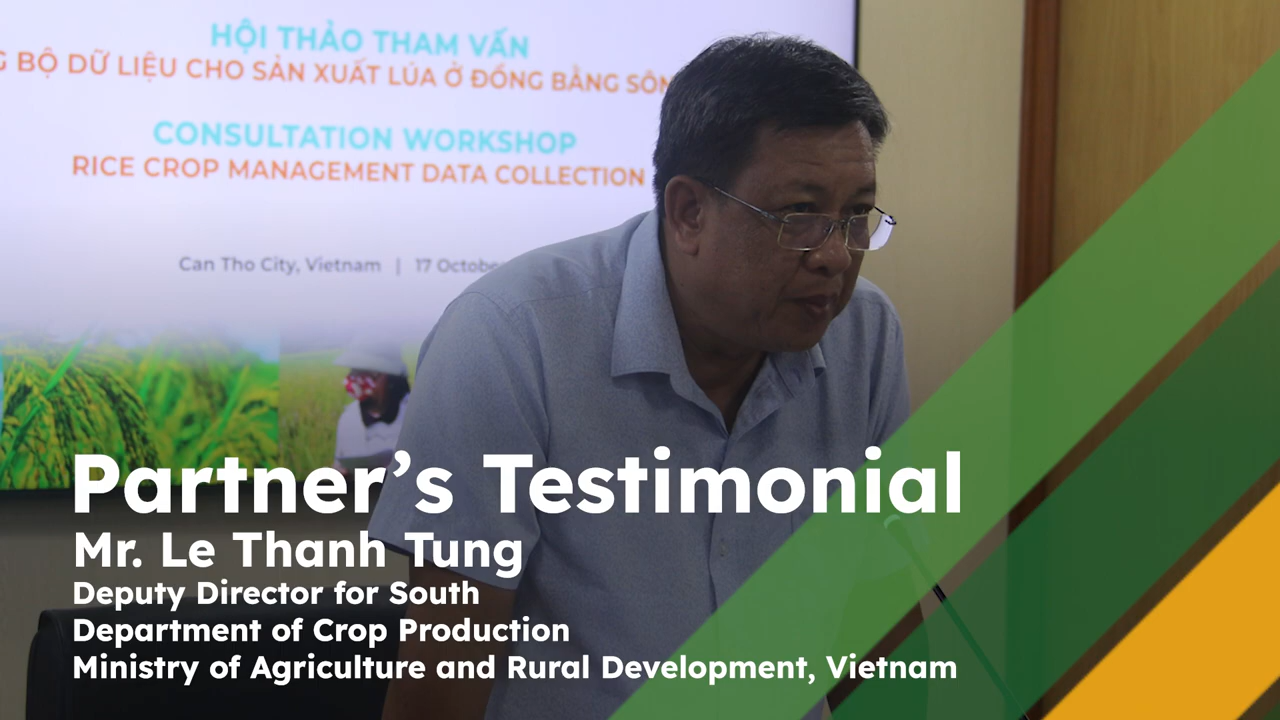 HỘI THẢO THAM VẤN
BỘ DỮ LIỆU CHO SẢN XUẤT LÚA Ở ĐỒNG BẰNG
CONSULTATION WORKSHOP
RICE CROP MANAGEMENT DATA COLLECTION
Can Tho City, Vietnam | 17
Partner’s Testimonial
Mr. Le Thanh Tung
Deputy Director for South
Department of Crop Production
Ministry of Agriculture and Rural Development, Vietnam